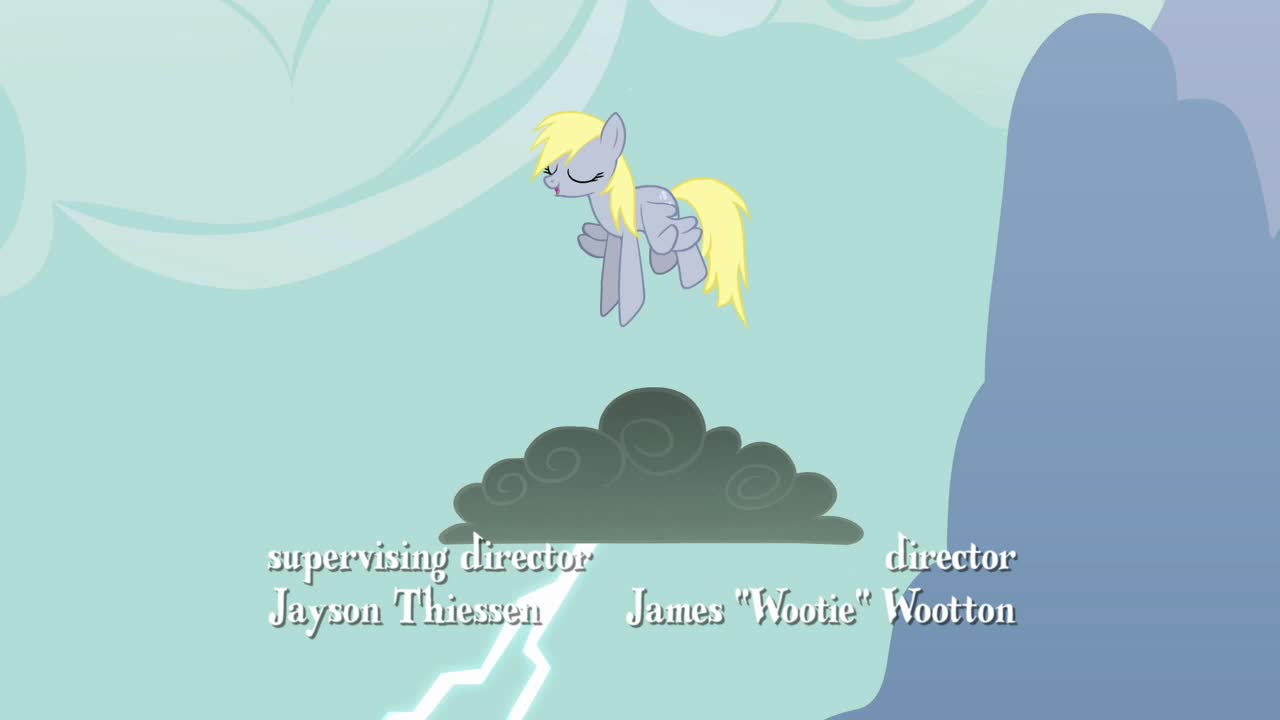 supervising director
Jayson Thiessen
director
James "Wootie" Wootton